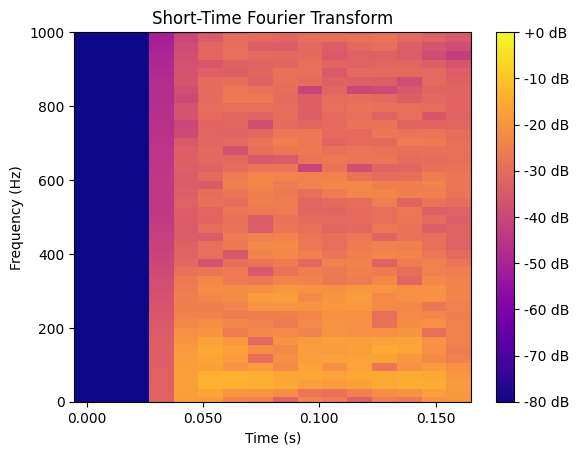 Short-Time Fourier Transform
1000
800
600
400
200
0
Frequency (Hz)
0.000
0.050
0.100
0.150
Time (s)
+0 dB
-10 dB
-20 dB
-30 dB
-40 dB
-50 dB
-60 dB
-70 dB
-80 dB